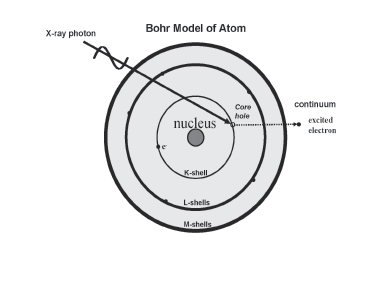 Bohr Model of Atom
X-ray photon
Core
hole
continuum
nucleus
excited
electron
e-
K-shell
L-shells
M-shells